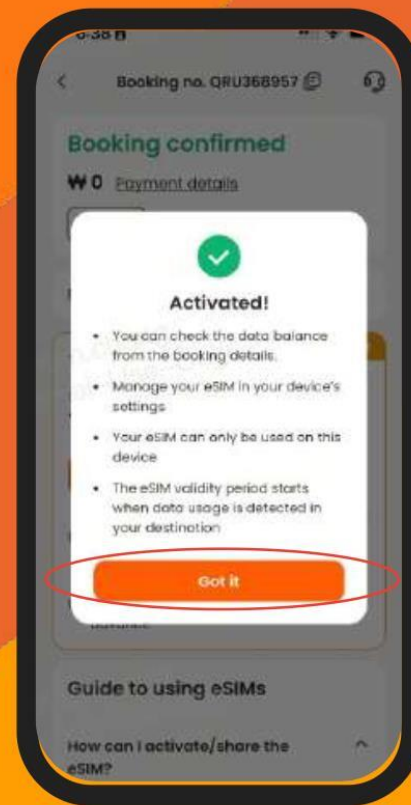 6:38
Booking no. QRU368957
Booking confirmed
₩ 0 Payment details
Activated!
• You can check the data balance
from the booking details.
• Manage your eSIM in your device's
settings
• Your eSIM can only be used on this
device
• The eSIM validity period starts
when data usage is detected in
your destination
Got it
advance.
Guide to using eSIMs
How can I activate/share the
eSIM?